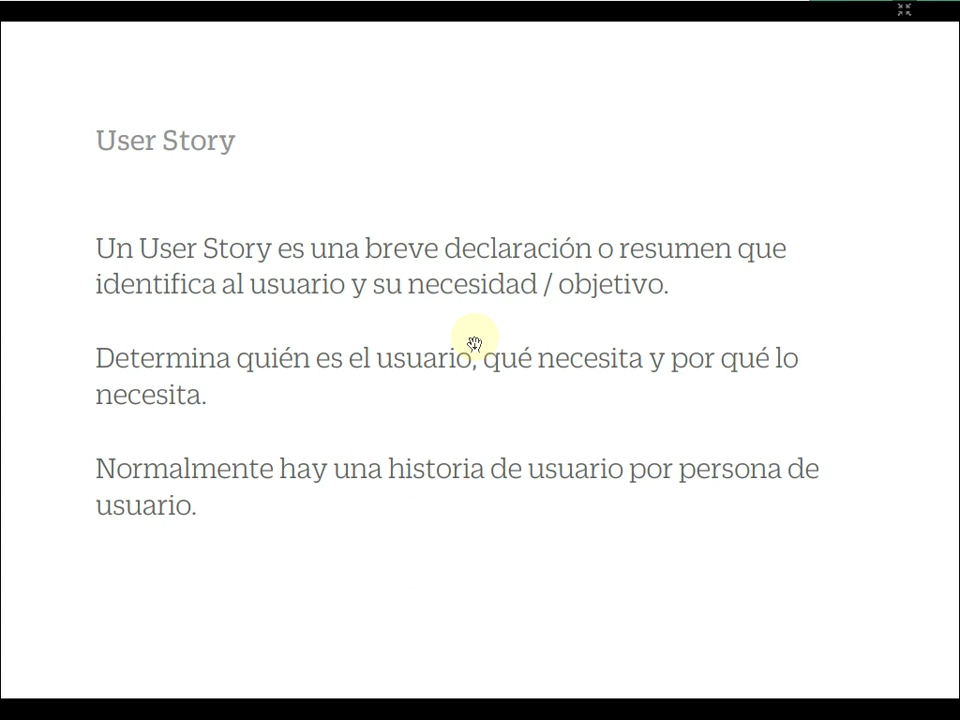 User Story
Un User Story es una breve declaración o resumen que
identifica al usuario y su necesidad / objetivo.
Determina quién es el usuario, qué necesita y por qué lo
necesita.
Normalmente hay una historia de usuario por persona de
usuario.